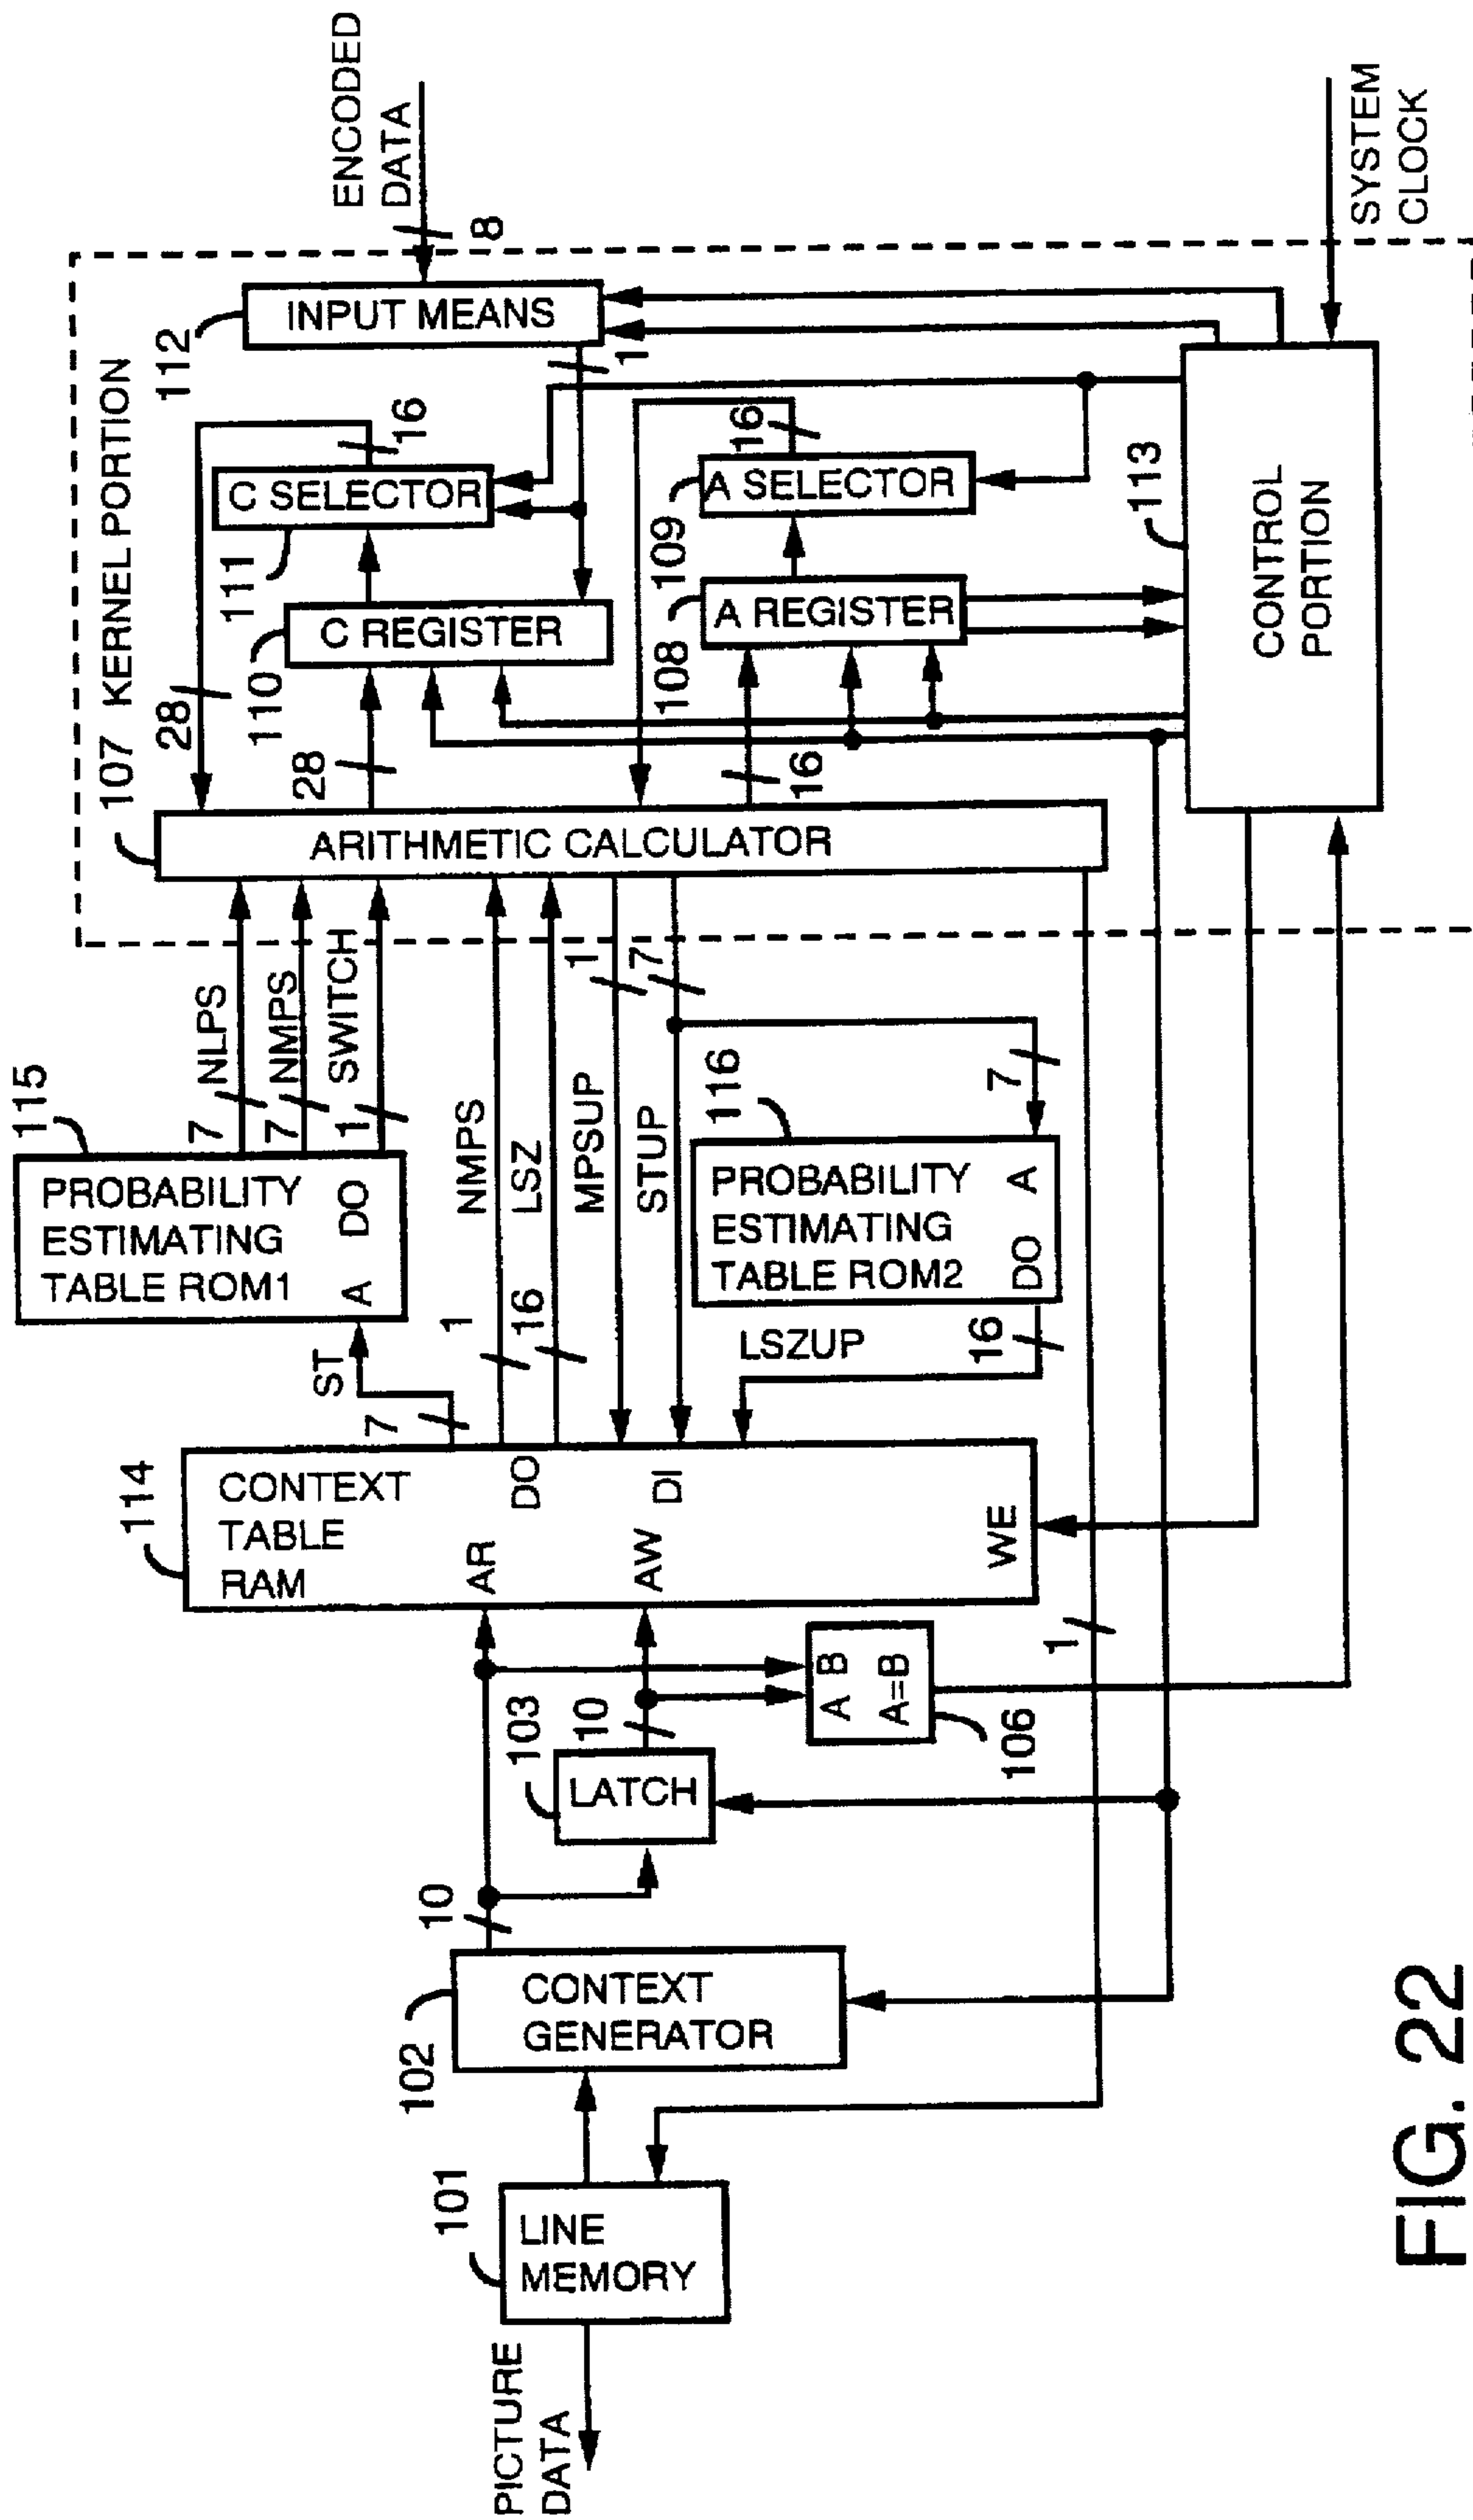 PICTURE
DATA
101
LINE
MEMORY
102
CONTEXT
GENERATOR
10
103
LATCH
10
A B
A=B
106
114
CONTEXT
TABLE
RAM
AR
DO
AW
DI
WE
1
7
ST
115
PROBABILITY
ESTIMATING
TABLE ROM1
A
DO
7
NLPS
7
NMPS
1
SWITCH
1
NMPS
16
LSZ
MPSUP
1
STUP
7
116
PROBABILITY
ESTIMATING
TABLE ROM2
DO
A
7
LSZUP
16
107 KERNEL PORTION
ARITHMETIC CALCULATOR
28
28
110
C REGISTER
111
C SELECTOR
16
112
INPUT MEANS
1
8
ENCODED
DATA
16
108
A REGISTER
109
A SELECTOR
16
113
CONTROL
PORTION
SYSTEM
CLOCK
FIG. 22